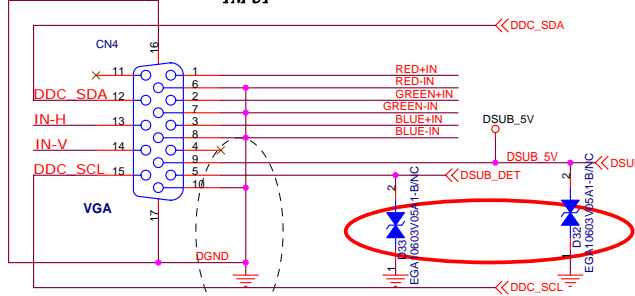 DDC_SDA
CN4
16
11
1
RED+IN
6
RED-IN
DDC_SDA
12
2
GREEN+IN
7
GREEN-IN
IN-H
13
3
BLUE+IN
8
BLUE-IN
DSUB_5V
IN-V
14
4
9
DSUB_5V
DDC_SCL
15
5
DSUB_DET
10
VGA
17
DGND
2
D33
EGA10603V05A1-B/NC
1
2
D32
EGA10603V05A1-B/NC
1
DDC_SCL